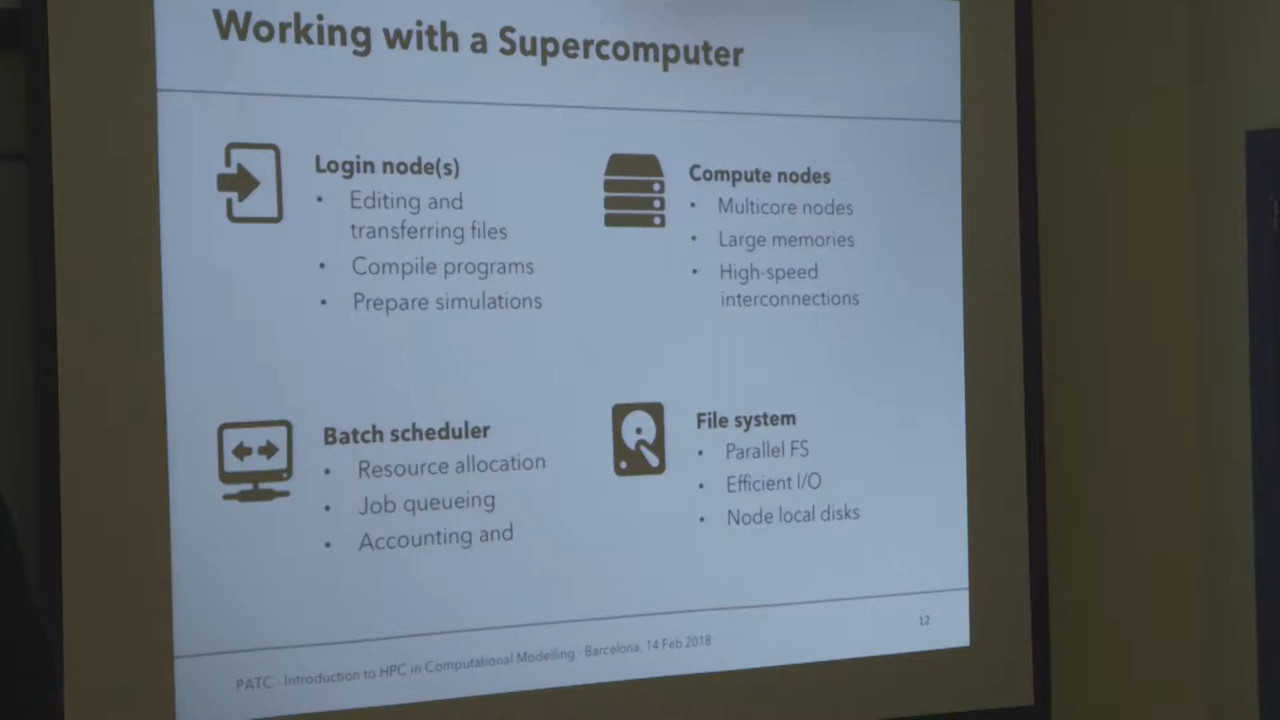 Working with a Supercomputer
Login node(s)
• Editing and
transferring files
• Compile programs
• Prepare simulations
Compute nodes
• Multicore nodes
• Large memories
• High-speed
interconnections
Batch scheduler
• Resource allocation
• Job queueing
• Accounting and
File system
• Parallel FS
• Efficient I/O
• Node local disks
12
PATC - Introduction to HPC in Computational Modelling - Barcelona, 14 Feb 2018